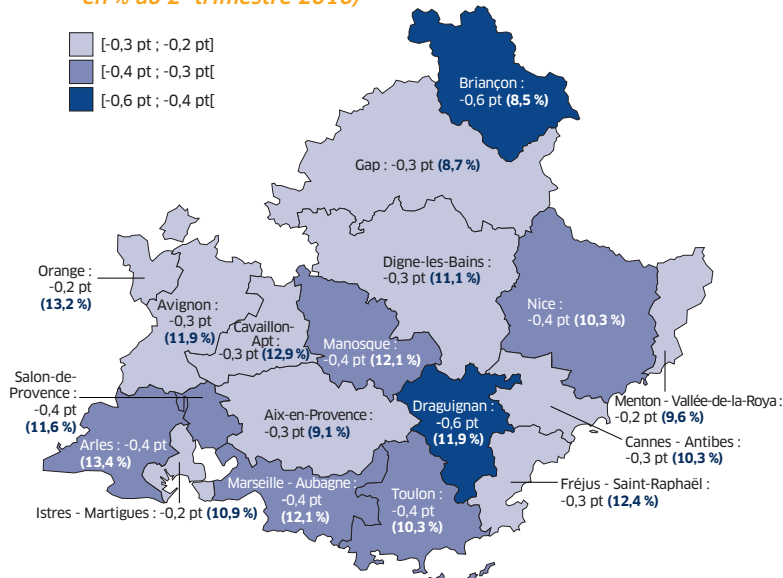 en % au 2e trimestre 2016)
[-0,3 pt ; -0,2 pt]
[-0,4 pt ; -0,3 pt[
[-0,6 pt ; -0,4 pt[
Briançon :
-0,6 pt (8,5 %)
Gap : -0,3 pt (8,7 %)
Orange :
-0,2 pt
(13,2 %)
Avignon :
-0,3 pt
(11,9 %)
Cavaillon-
Apt :
-0,3 pt (12,9 %)
Digne-les-Bains :
-0,3 pt (11,1 %)
Nice :
-0,4 pt (10,3 %)
Manosque :
-0,4 pt (12,1 %)
Salon-de-
Provence :
-0,4 pt
(11,6 %)
Aix-en-Provence :
-0,3 pt (9,1 %)
Draguignan :
-0,6 pt
(11,9 %)
Menton - Vallée-de-la-Roya :
-0,2 pt (9,6 %)
Cannes - Antibes :
-0,3 pt (10,3 %)
Arles : -0,4 pt
(13,4 %)
Marseille - Aubagne :
-0,4 pt
(12,1 %)
Toulon :
-0,4 pt
(10,3 %)
Fréjus - Saint-Raphaël :
-0,3 pt (12,4 %)
Istres - Martigues : -0,2 pt (10,9 %)